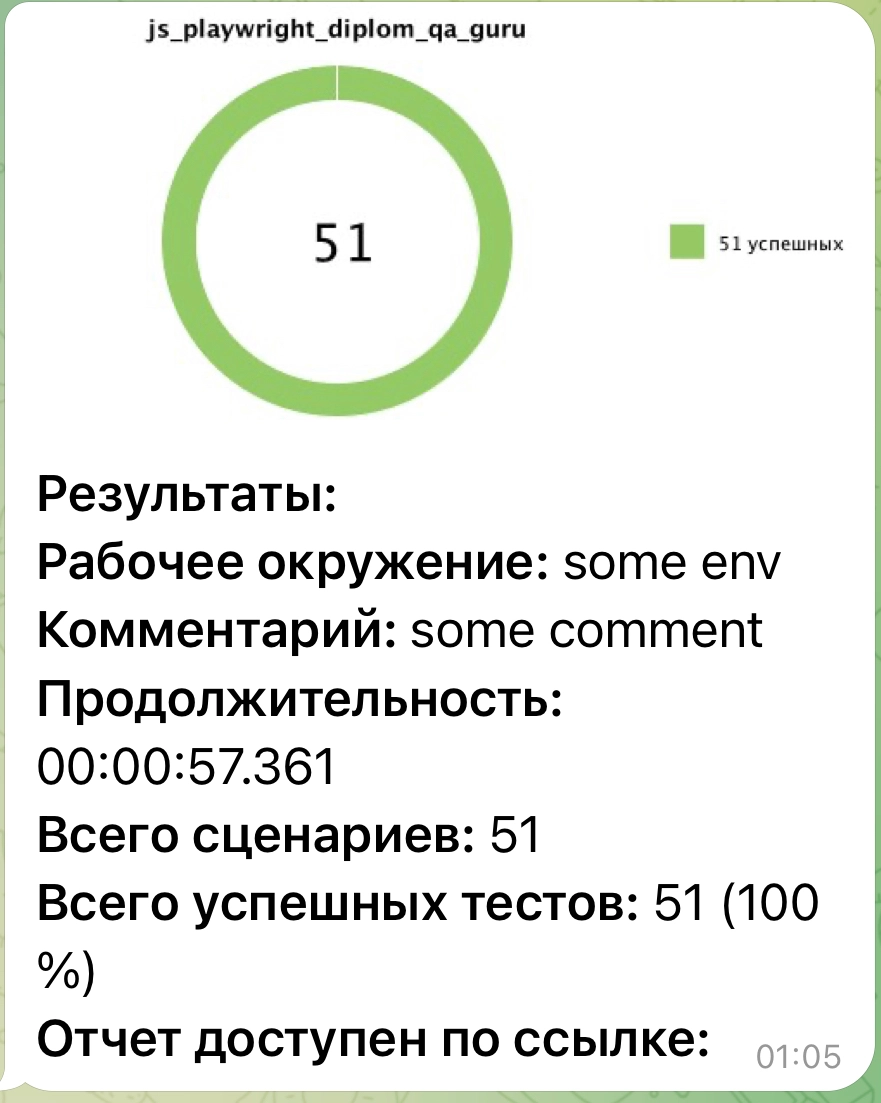 js_playwright_diplom_qa_guru
51
51 успешных
Результаты:
Рабочее окружение: some env
Комментарий: some comment
Продолжительность:
00:00:57.361
Всего сценариев: 51
Всего успешных тестов: 51 (100
%)
Отчет доступен по ссылке:
01:05